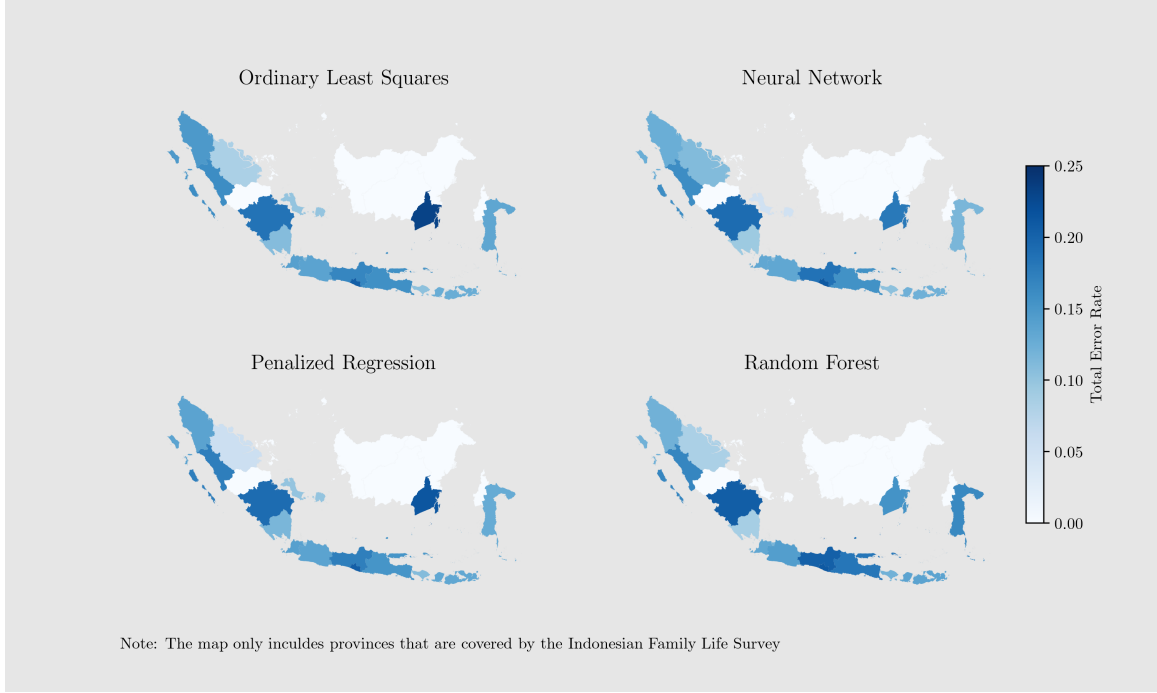 Ordinary Least Squares
Neural Network
Penalized Regression
Random Forest
0.25
0.20
0.15
0.10
0.05
0.00
Total Error Rate
Note: The map only inculdes provinces that are covered by the Indonesian Family Life Survey